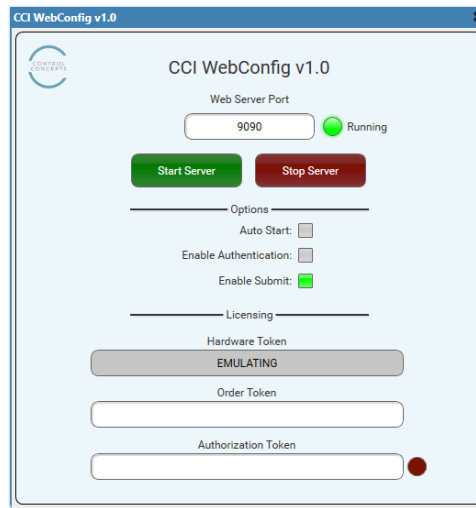 CCI WebConfig v1.0
CONTROL
CONCEPTS
CCI WebConfig v1.0
Web Server Port
9090
Running
Start Server
Stop Server
Options
Auto Start:
Enable Authentication:
Enable Submit:
Licensing
Hardware Token
EMULATING
Order Token
Authorization Token